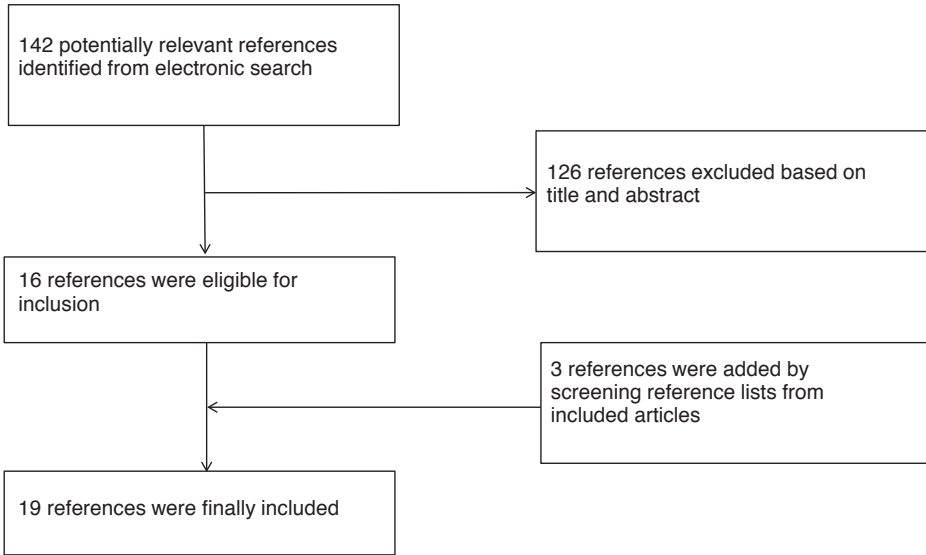 142 potentially relevant references
identified from electronic search
126 references excluded based on
title and abstract
16 references were eligible for
inclusion
3 references were added by
screening reference lists from
included articles
19 references were finally included